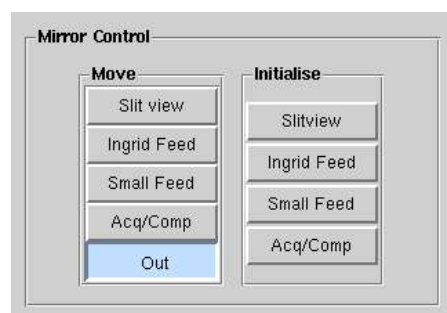 Mirror Control
Move
Slit view
Ingrid Feed
Small Feed
Acq/Comp
Out
Initialise
Slitview
Ingrid Feed
Small Feed
Acq/Comp